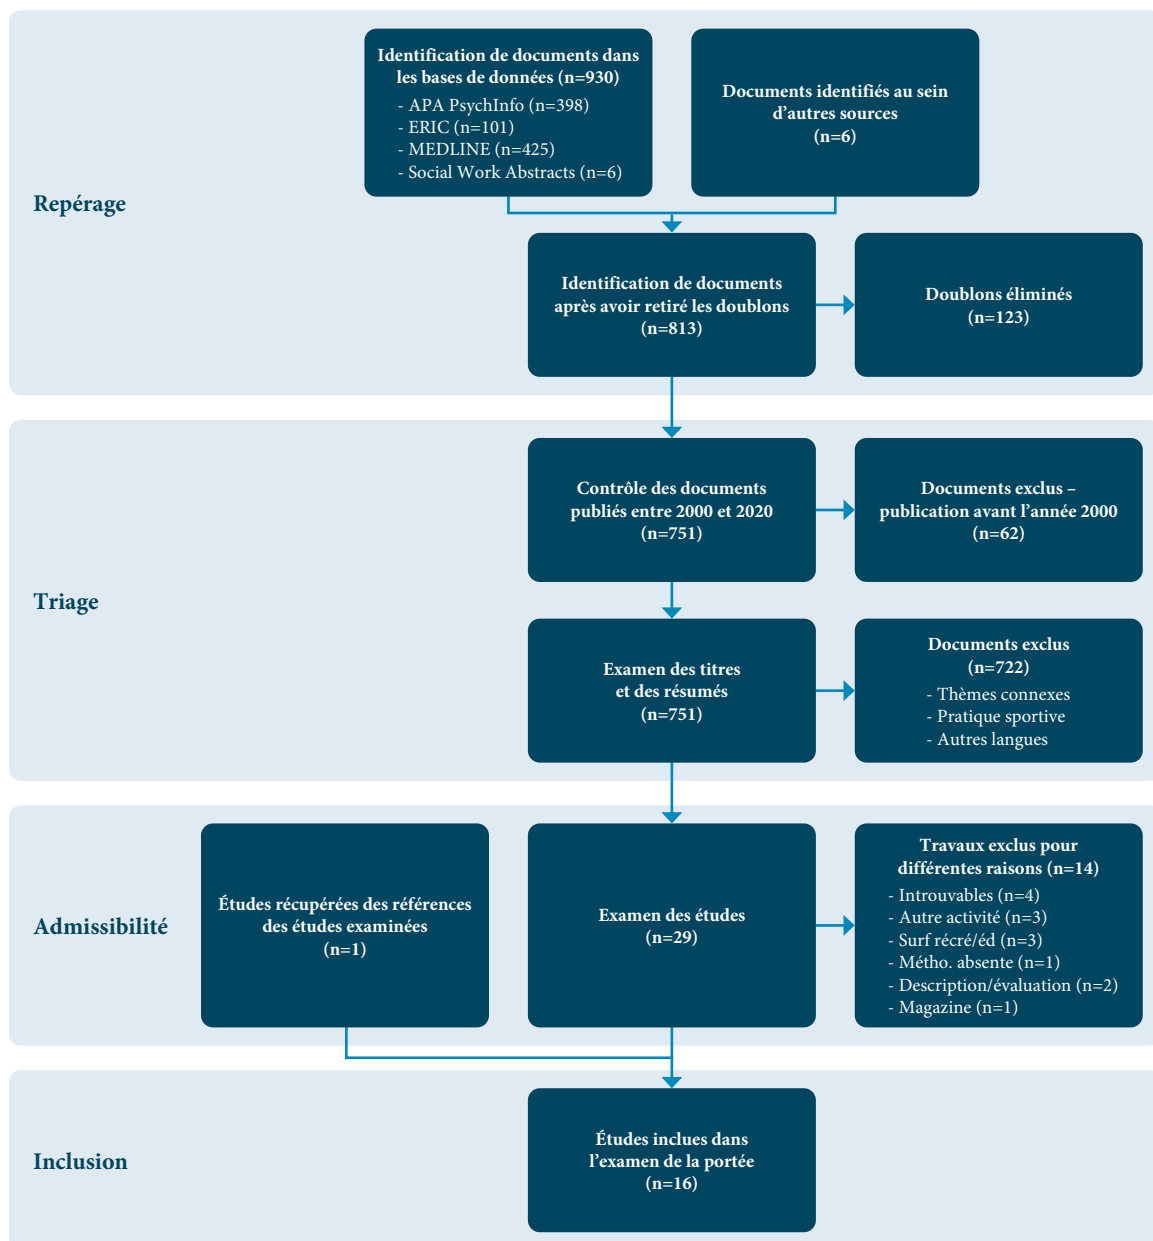 Repérage
Identification de documents dans
les bases de données (n=930)
- APA PsychInfo (n=398)
- ERIC (n=101)
- MEDLINE (n=425)
- Social Work Abstracts (n=6)
Documents identifiés au sein
d’autres sources
(n=6)
Identification de documents
après avoir retiré les doublons
(n=813)
Doublons éliminés
(n=123)
Triage
Contrôle des documents
publiés entre 2000 et 2020
(n=751)
Documents exclus –
publication avant l’année 2000
(n=62)
Examen des titres
et des résumés
(n=751)
Documents exclus
(n=722)
- Thèmes connexes
- Pratique sportive
- Autres langues
Admissibilité
Études récupérées des références
des études examinées
(n=1)
Examen des études
(n=29)
Travaux exclus pour
différentes raisons (n=14)
- Introuvables (n=4)
- Autre activité (n=3)
- Surf récré/éd (n=3)
- Métho. absente (n=1)
- Description/évaluation (n=2)
- Magazine (n=1)
Inclusion
Études inclues dans
l’examen de la portée
(n=16)